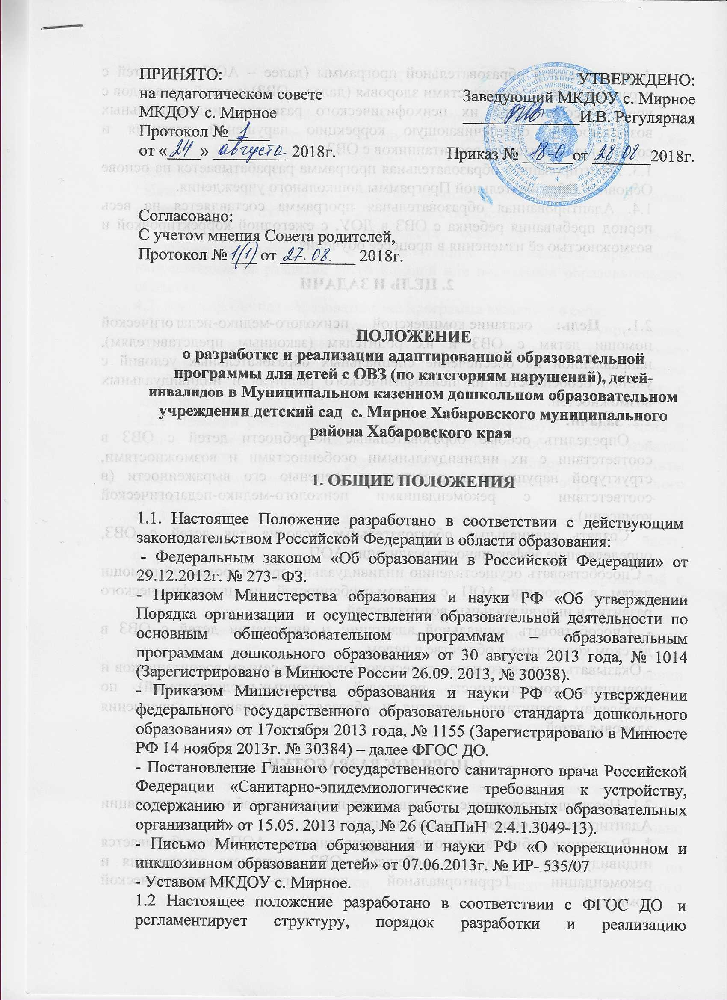 ПРИНЯТО:
на педагогическом совете
МКДОУ с. Мирное
Протокол № 1
от «24» августа 2018г.
УТВЕРЖДЕНО:
Заведующий МКДОУ с. Мирное
И.В. Регулярная
Приказ № 18-О от 28.08. 2018г.
Согласовано:
С учетом мнения Совета родителей,
Протокол № 1(1) от 27.08. 2018г.
ПОЛОЖЕНИЕ
о разработке и реализации адаптированной образовательной
программы для детей с ОВЗ (по категориям нарушений), детей-
инвалидов в Муниципальном казенном дошкольном образовательном
учреждении детский сад с. Мирное Хабаровского муниципального
района Хабаровского края
1. ОБЩИЕ ПОЛОЖЕНИЯ
1.1. Настоящее Положение разработано в соответствии с действующим
законодательством Российской Федерации в области образования:
- Федеральным законом «Об образовании в Российской Федерации» от
29.12.2012г. № 273- ФЗ.
- Приказом Министерства образования и науки РФ «Об утверждении
Порядка организации и осуществлении образовательной деятельности по
основным общеобразовательном программам – образовательным
программам дошкольного образования» от 30 августа 2013 года, № 1014
(Зарегистрировано в Минюсте России 26.09. 2013, № 30038).
- Приказом Министерства образования и науки РФ «Об утверждении
федерального государственного образовательного стандарта дошкольного
образования» от 17октября 2013 года, № 1155 (Зарегистрировано в Минюсте
РФ 14 ноября 2013г. № 30384) – далее ФГОС ДО.
- Постановление Главного государственного санитарного врача Российской
Федерации «Санитарно-эпидемиологические требования к устройству,
содержанию и организации режима работы дошкольных образовательных
организаций» от 15.05. 2013 года, № 26 (СанПиН 2.4.1.3049-13).
- Письмо Министерства образования и науки РФ «О коррекционном и
инклюзивном образовании детей» от 07.06.2013г. № ИР- 535/07
- Уставом МКДОУ с. Мирное.
1.2 Настоящее положение разработано в соответствии с ФГОС ДО и
регламентирует структуру, порядок разработки и реализацию